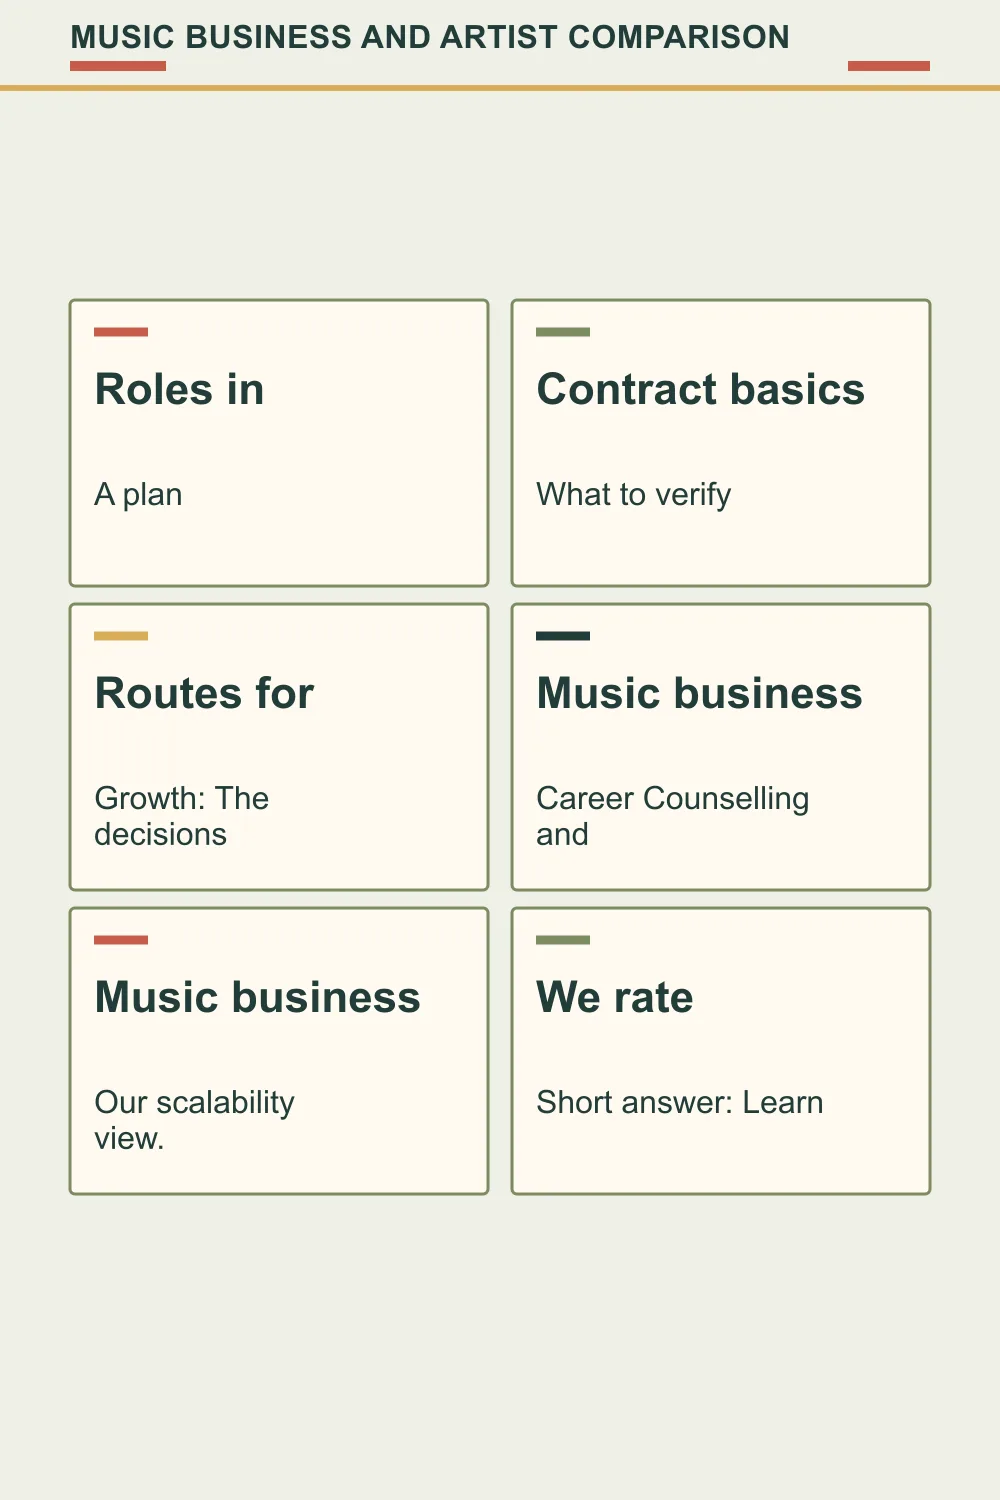 MUSIC BUSINESS AND ARTIST COMPARISON
Roles in
A plan
Contract basics
What to verify
Routes for
Growth: The
decisions
Music business
Career Counselling
and
Music business
Our scalability
view.
We rate
Short answer: Learn